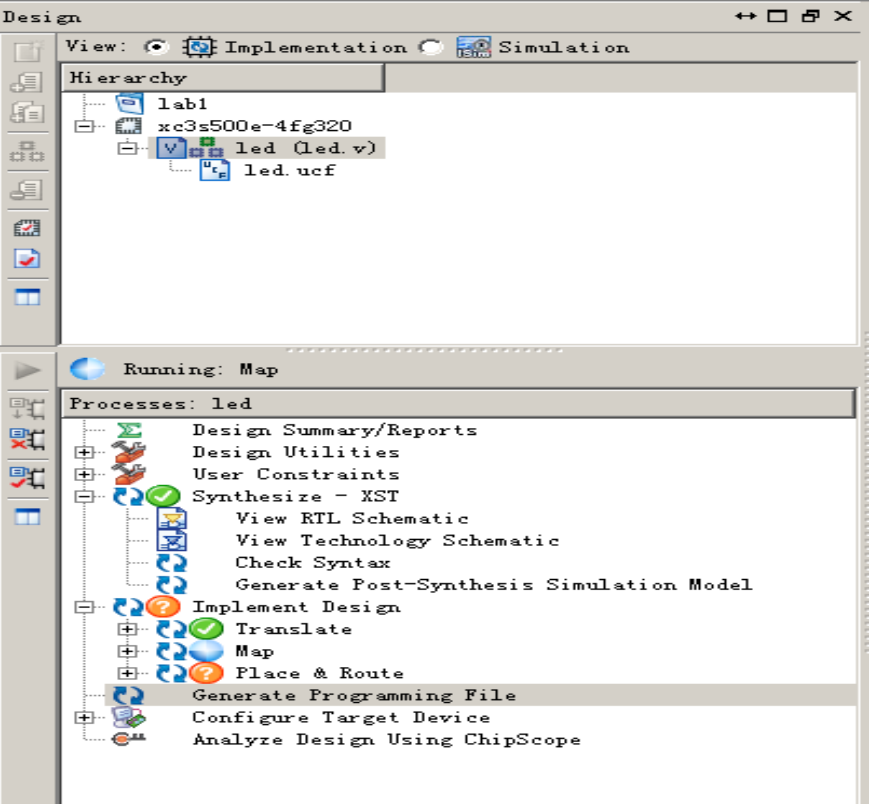 Design
View: Implementation Simulation
Hierarchy
lab1
xc3s500e-4fg320
led (led.v)
led.ucf
Running: Map
Processes: led
Design Summary/Reports
Design Utilities
User Constraints
Synthesize - XST
View RTL Schematic
View Technology Schematic
Check Syntax
Generate Post-Synthesis Simulation Model
Implement Design
Translate
Map
Place & Route
Generate Programming File
Configure Target Device
Analyze Design Using ChipScope